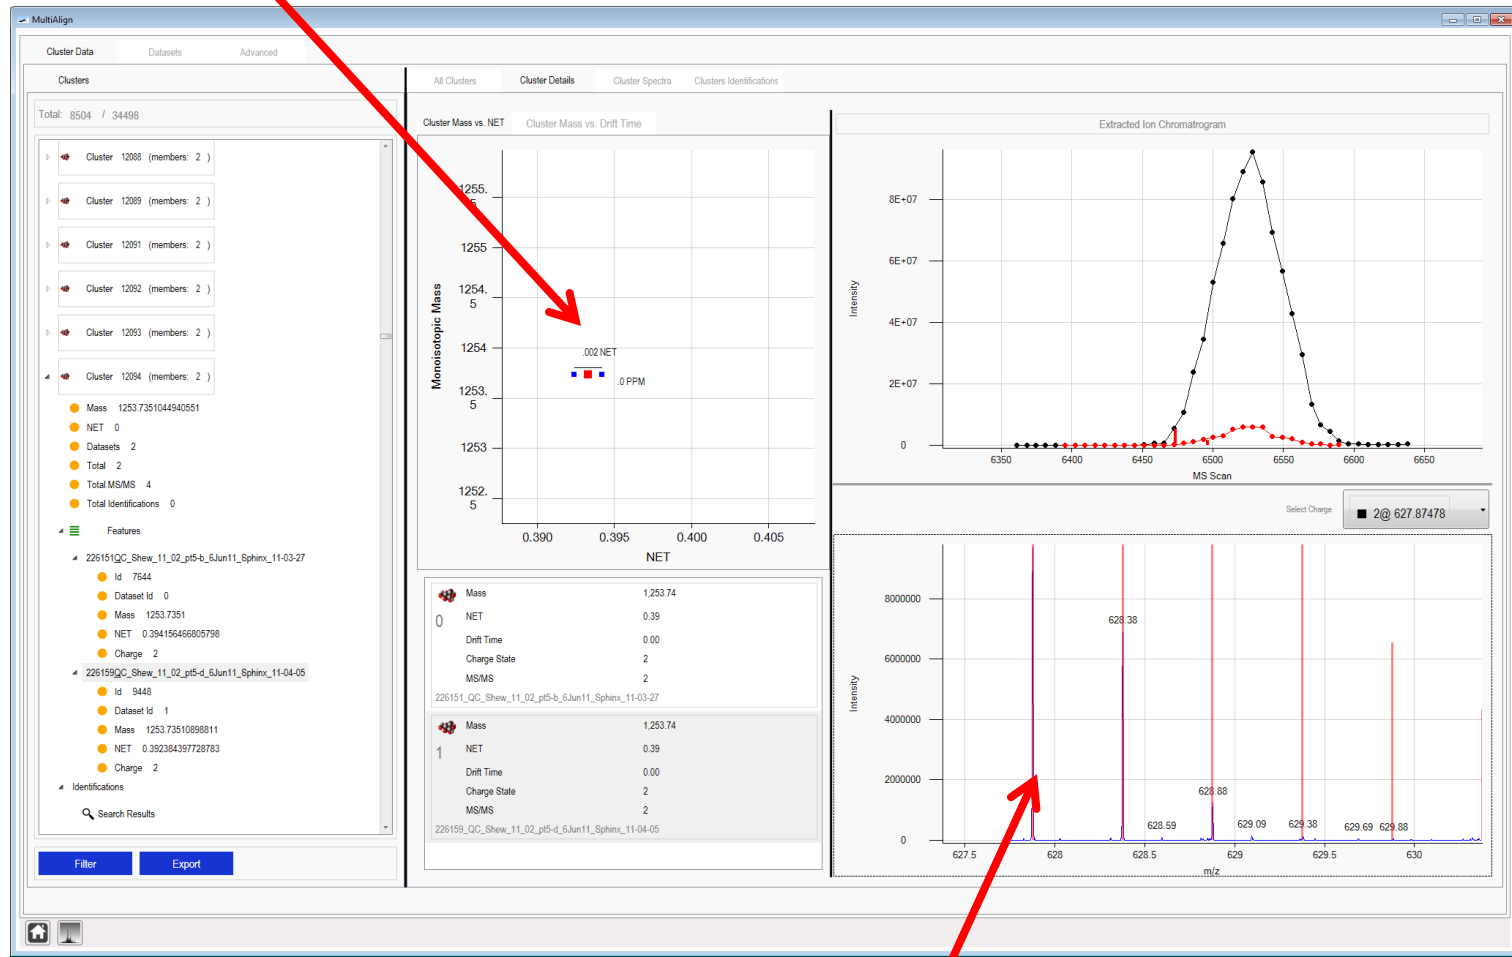 MultiAlign
Cluster Data Datasets Advanced
Clusters
All Clusters Cluster Details Cluster Spectra Clusters Identifications
Total: 8504 / 34498
Cluster 12088 (members: 2 )
Cluster 12089 (members: 2 )
Cluster 12091 (members: 2 )
Cluster 12092 (members: 2 )
Cluster 12093 (members: 2 )
Cluster 12094 (members: 2 )
Mass 1253.7351044940551
NET 0
Datasets 2
Total 2
Total MS/MS 4
Total Identifications 0
Features
226151QC_Shew_11_02_pt5-b_6Jun11_Sphinx_11-03-27
Id 7644
Dataset Id 0
Mass 1253.7351
NET 0.394156466805798
Charge 2
226159QC_Shew_11_02_pt5-d_6Jun11_Sphinx_11-04-05
Id 9448
Dataset Id 1
Mass 1253.73510898811
NET 0.392384397728783
Charge 2
Identifications
Search Results
Filter Export
Cluster Mass vs. NET Cluster Mass vs. Drift Time
Monoisotopic Mass
1255.
5
1255
1254.
5
1254
1253.
5
1253
1252.
5
.002 NET
.0 PPM
0.390 0.395 0.400 0.405
NET
0
Mass 1,253.74
NET 0.39
Drift Time 0.00
Charge State 2
MS/MS 2
226151_QC_Shew_11_02_pt5-b_6Jun11_Sphinx_11-03-27
1
Mass 1,253.74
NET 0.39
Drift Time 0.00
Charge State 2
MS/MS 2
226159_QC_Shew_11_02_pt5-d_6Jun11_Sphinx_11-04-05
Extracted Ion Chromatogram
Intensity
8E+07
6E+07
4E+07
2E+07
0
6350 6400 6450 6500 6550 6600 6650
MS Scan
Select Charge 2@ 627.87478
Intensity
8000000
6000000
4000000
2000000
0
628.38
628.88
628.59 629.09 629.38 629.69 629.88
627.5 628 628.5 629 629.5 630
m/z